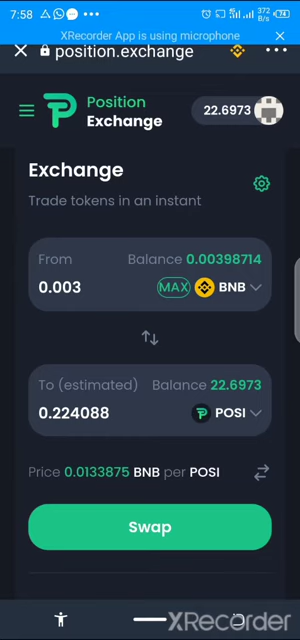 7:58
372
B/s
74
XRecorder App is using microphone
position.exchange
Position
Exchange
22.6973
Exchange
Trade tokens in an instant
From
Balance 0.00398714
0.003
MAX
BNB
To (estimated)
Balance 22.6973
0.224088
POSI
Price 0.0133875 BNB per POSI
Swap
XRecorder